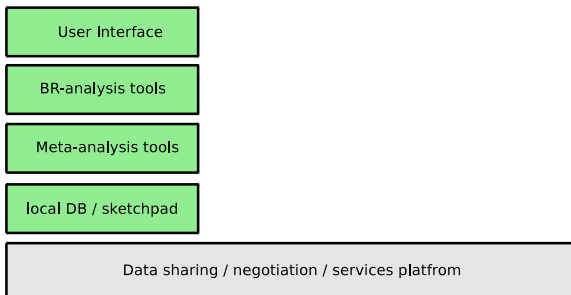 User Interface
BR-analysis tools
Meta-analysis tools
local DB / sketchpad
Data sharing / negotiation / services platfrom